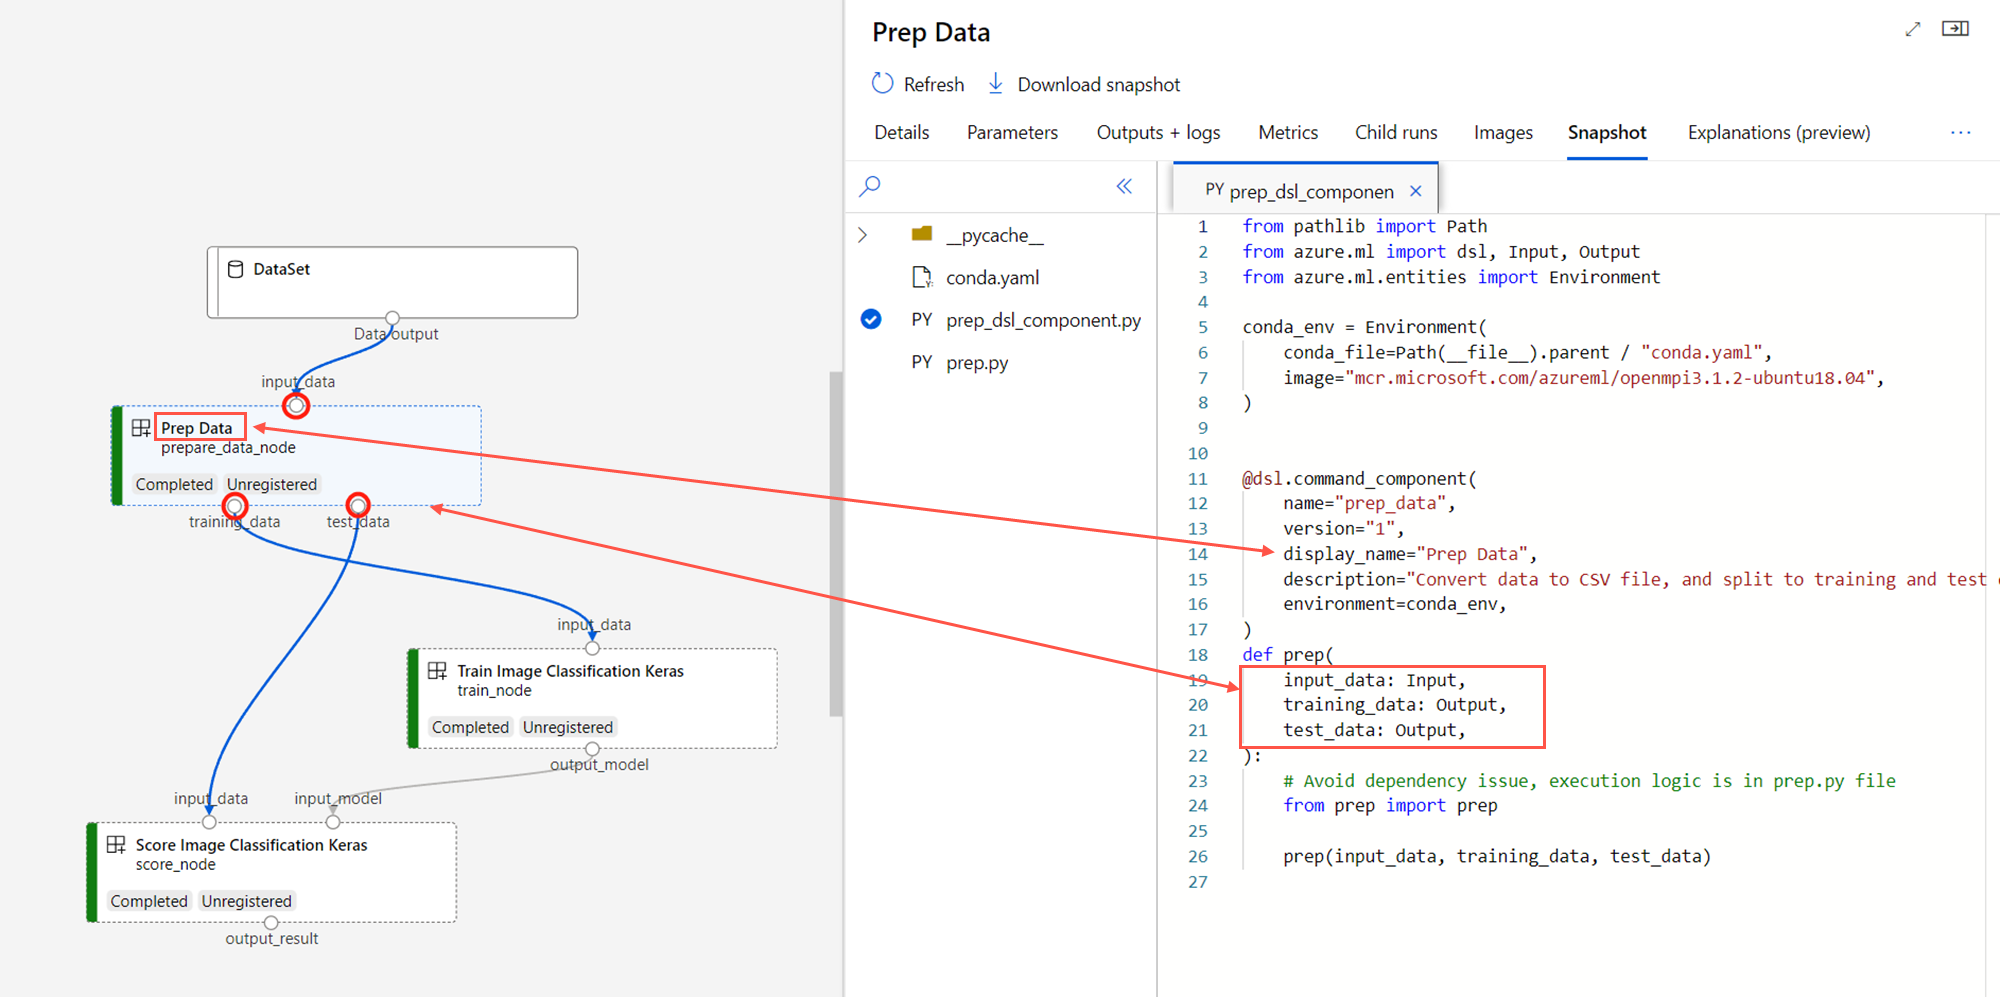 DataSet
Data output
input_data
Prep Data
prepare_data_node
Completed Unregistered
training_data test_data
input_data
Train Image Classification Keras
train_node
Completed Unregistered
output_model
input_data input_model
Score Image Classification Keras
score_node
Completed Unregistered
output_result
Prep Data
Refresh Download snapshot
Details Parameters Outputs + logs Metrics Child runs Images Snapshot Explanations (preview) ...
__pycache__
conda.yaml
PY prep_dsl_component.py
PY prep.py
PY prep_dsl_componen
1 from pathlib import Path
2 from azure.ml import dsl, Input, Output
3 from azure.ml.entities import Environment
4
5 conda_env = Environment(
6 conda_file=Path(__file__).parent / "conda.yaml",
7 image="mcr.microsoft.com/azureml/openmpi3.1.2-ubuntu18.04",
8 )
9
10
11 @dsl.command_component(
12 name="prep_data",
13 version="1",
14 display_name="Prep Data",
15 description="Convert data to CSV file, and split to training and test
16 environment=conda_env,
17 )
18 def prep(
19 input_data: Input,
20 training_data: Output,
21 test_data: Output,
22 ):
23 # Avoid dependency issue, execution logic is in prep.py file
24 from prep import prep
25
26 prep(input_data, training_data, test_data)
27